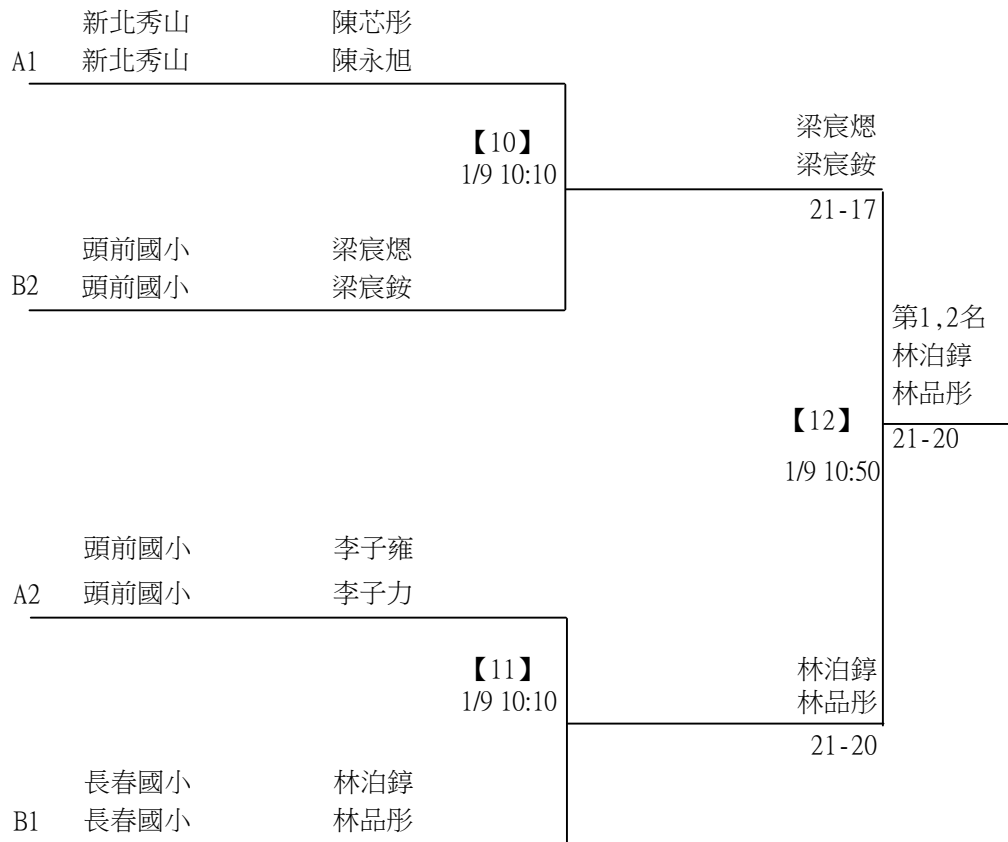 新北秀山 陳芯彤
A1 新北秀山 陳永旭
【10】
1/9 10:10
梁宸熜
梁宸銨
21-17
頭前國小 梁宸熜
B2 頭前國小 梁宸銨
第1,2名
林泊錞
林品彤
21-20
【12】
1/9 10:50
頭前國小 李子雍
A2 頭前國小 李子力
【11】
1/9 10:10
林泊錞
林品彤
21-20
長春國小 林泊錞
B1 長春國小 林品彤